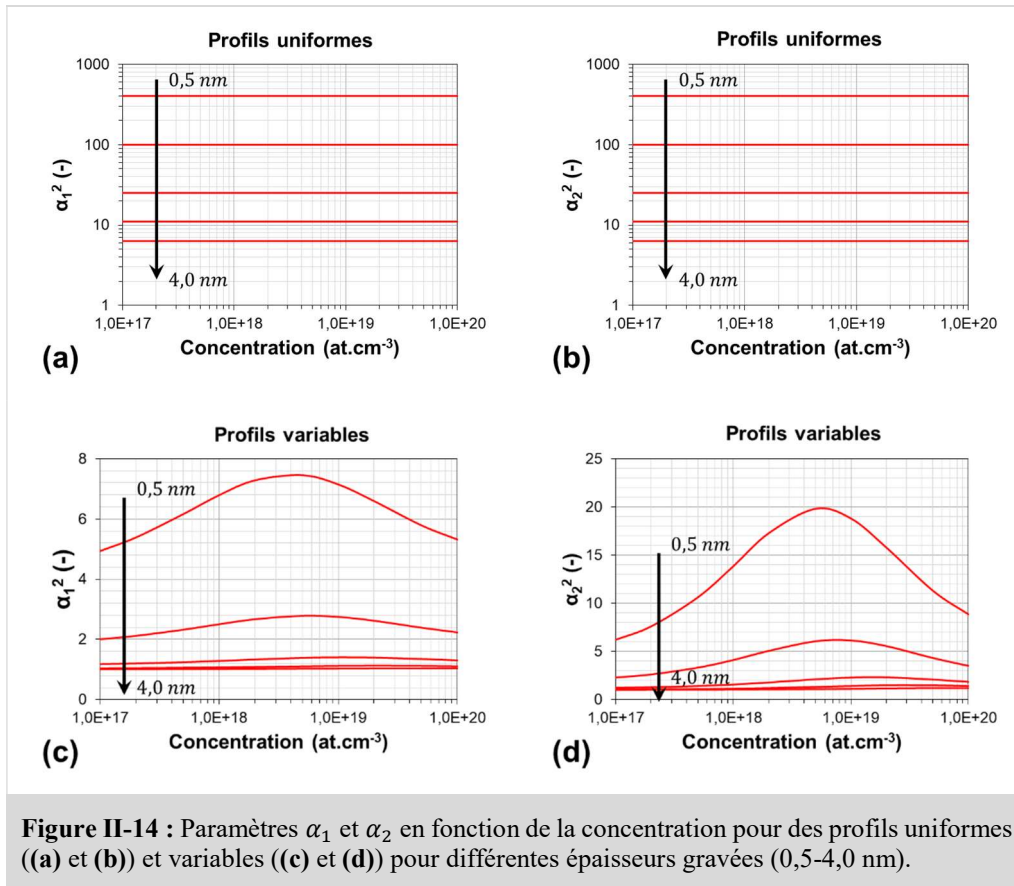 Profils uniformes
1000
100
10
1
α₁² (-)
0,5 nm
4,0 nm
1,0E+17 1,0E+18 1,0E+19 1,0E+20
(a) Concentration (at.cm⁻³)
Profils uniformes
1000
100
10
1
α₂² (-)
0,5 nm
4,0 nm
1,0E+17 1,0E+18 1,0E+19 1,0E+20
(b) Concentration (at.cm⁻³)
Profils variables
8
6
4
2
0
α₁² (-)
0,5 nm
4,0 nm
1,0E+17 1,0E+18 1,0E+19 1,0E+20
(c) Concentration (at.cm⁻³)
Profils variables
25
20
15
10
5
0
α₂² (-)
0,5 nm
4,0 nm
1,0E+17 1,0E+18 1,0E+19 1,0E+20
(d) Concentration (at.cm⁻³)
Figure II-14 : Paramètres α₁ et α₂ en fonction de la concentration pour des profils uniformes
((a) et (b)) et variables ((c) et (d)) pour différentes épaisseurs gravées (0,5-4,0 nm).